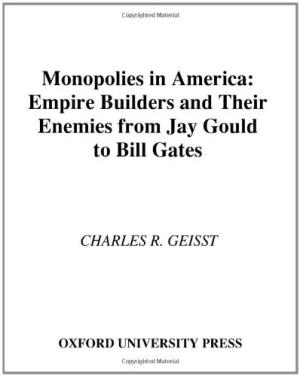 Copyrighted Material
Monopolies in America:
Empire Builders and Their
Enemies from Jay Gould
to Bill Gates
CHARLES R. GEISST
OXFORD UNIVERSITY PRESS
Copyrighted Material